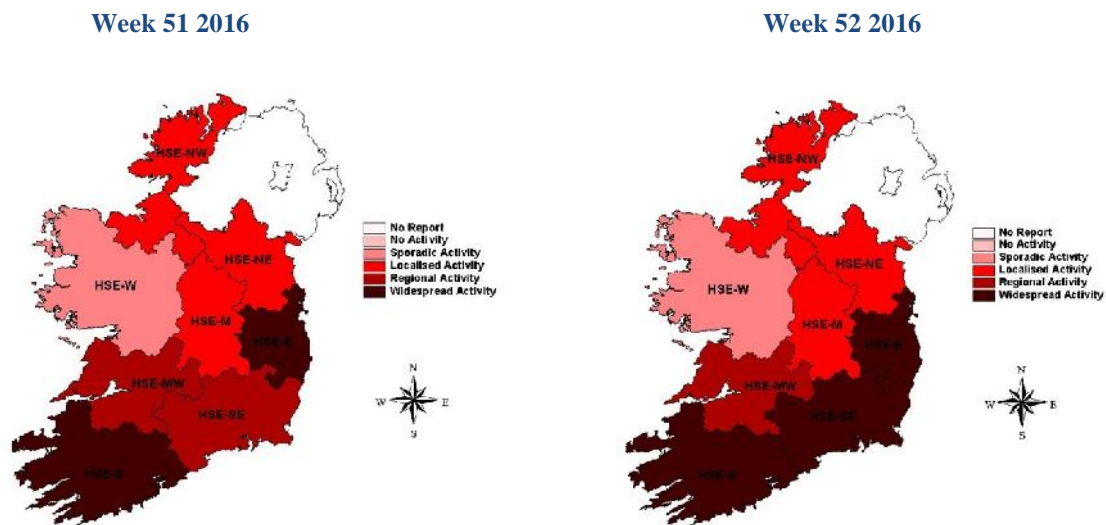 Week 51 2016
HSE-NW
HSE-NE
HSE-W
HSE-M
HSE-E
HSE-MW
HSE-SE
HSE-S
No Report
No Activity
Sporadic Activity
Localised Activity
Regional Activity
Widespread Activity
N
W E
S
Week 52 2016
HSE-NW
HSE-NE
HSE-W
HSE-M
HSE-E
HSE-MW
HSE-SE
HSE-S
No Report
No Activity
Sporadic Activity
Localised Activity
Regional Activity
Widespread Activity
N
W E
S